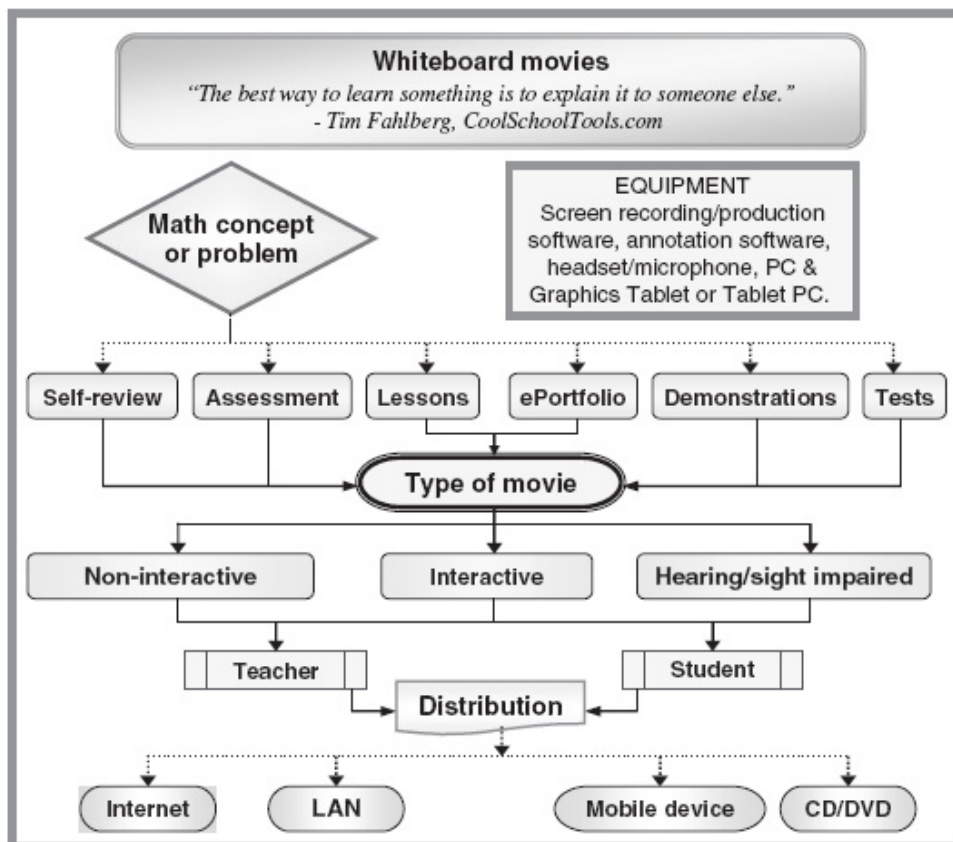 Whiteboard movies
“The best way to learn something is to explain it to someone else.”
- Tim Fahlberg, CoolSchoolTools.com
Math concept
or problem
EQUIPMENT
Screen recording/production
software, annotation software,
headset/microphone, PC &
Graphics Tablet or Tablet PC.
Self-review
Assessment
Lessons
ePortfolio
Demonstrations
Tests
Type of movie
Non-interactive
Interactive
Hearing/sight impaired
Teacher
Student
Distribution
Internet
LAN
Mobile device
CD/DVD